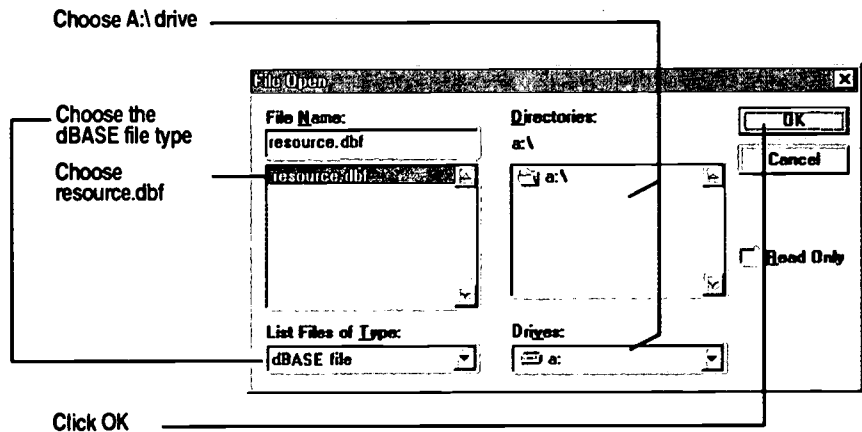 Choose A:\ drive
File Open
Choose the
dBASE file type
Choose
resource.dbf
File Name:
resource.dbf
resource.dbf
List Files of Type:
dBASE file
Directories:
a:\
a:\
Drives:
a:
OK
Cancel
Read Only
Click OK